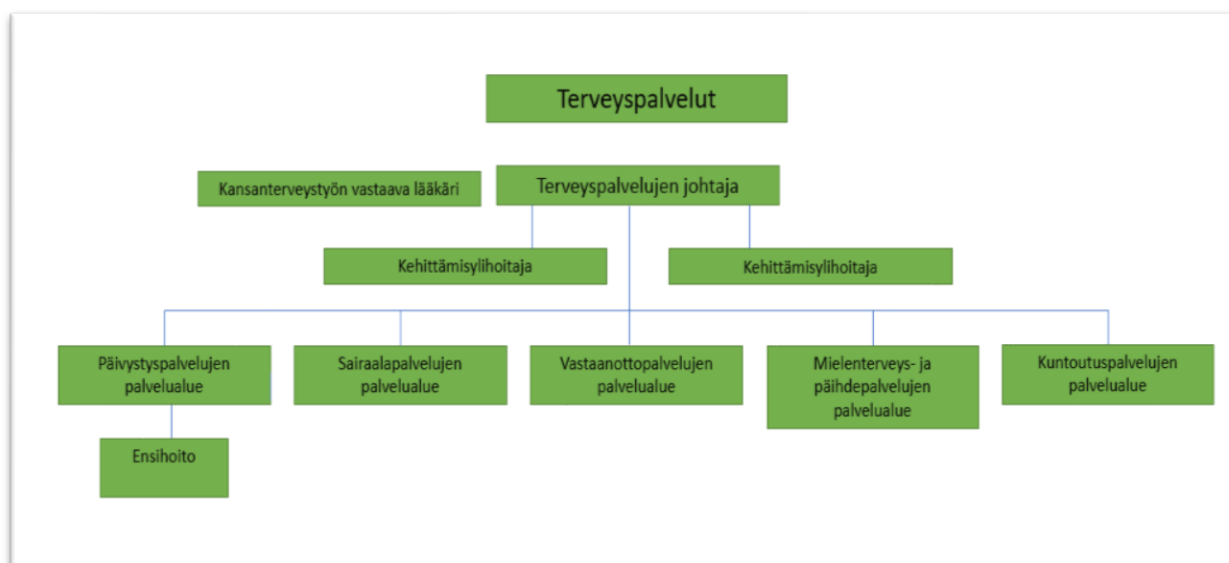 Terveyspalvelut
Kansanterveystyön vastaava lääkäri
Terveyspalvelujen johtaja
Kehittämisylihoitaja
Kehittämisylihoitaja
Päivystyspalvelujen
palvelualue
Sairaalapalvelujen
palvelualue
Vastaanottopalvelujen
palvelualue
Mielenterveys- ja
päihdepalvelujen
palvelualue
Kuntoutuspalvelujen
palvelualue
Ensihoito